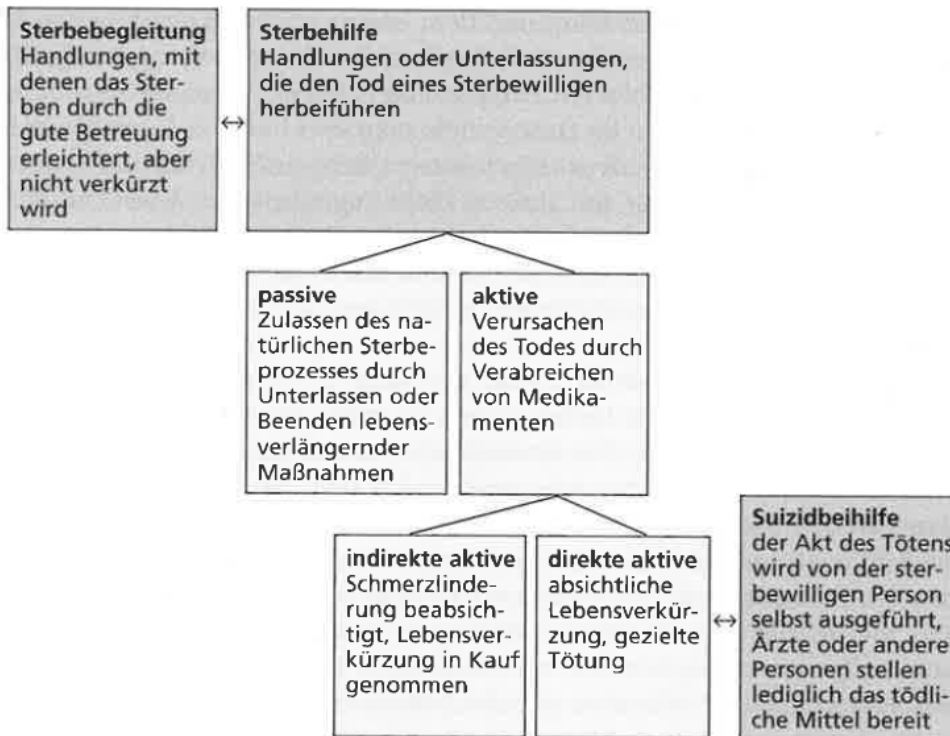 Sterbebegleitung
Handlungen, mit
denen das Ster-
ben durch die
gute Betreuung
erleichtert, aber
nicht verkürzt
wird
↔
Sterbehilfe
Handlungen oder Unterlassungen,
die den Tod eines Sterbewilligen
herbeiführen
passive
Zulassen des na-
türlichen Sterbe-
prozesses durch
Unterlassen oder
Beenden lebens-
verlängernder
Maßnahmen
aktive
Verursachen
des Todes durch
Verabreichen
von Medika-
menten
indirekte aktive
Schmerzlinde-
rung beabsich-
tigt, Lebensver-
kürzung in Kauf
genommen
direkte aktive
absichtliche
Lebensverkür-
zung, gezielte
Tötung
↔
Suizidbeihilfe
der Akt des Tötens
wird von der ster-
bewilligen Person
selbst ausgeführt,
Ärzte oder andere
Personen stellen
lediglich das tödli-
che Mittel bereit